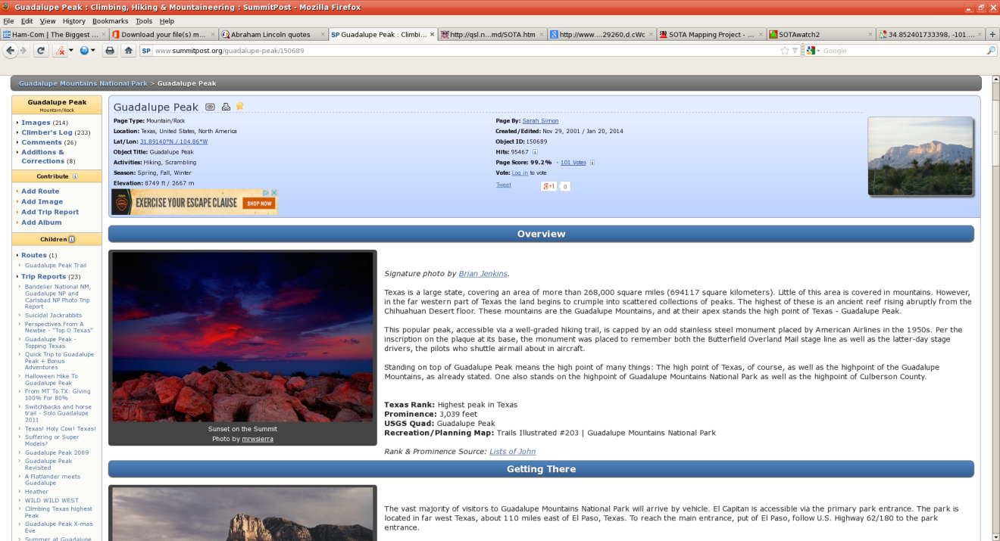 Guadalupe Peak : Climbing, Hiking & Mountaineering : SummitPost - Mozilla Firefox
File Edit View History Bookmarks Tools Help
Ham-Com | The Biggest ... Download your file(s) m... Abraham Lincoln quotes SP Guadalupe Peak : Climbi... http://qsl.n....md/SOTA.htm http://www....29260,d.cWc SOTA Mapping Project - ... SOTAwatch2 34.852401733398, -101....
SP www.summitpost.org/guadalupe-peak/150689 Google
Guadalupe Mountains National Park > Guadalupe Peak
Guadalupe Peak
Mountain/Rock
Images (214)
Climber's Log (233)
Comments (26)
Additions &
Corrections (8)
Contribute
Add Route
Add Image
Add Trip Report
Add Album
Children
Routes (1)
Guadalupe Peak Trail
Trip Reports (23)
Bandelier National NM,
Guadalupe NP and
Carlsbad NP Photo Trip
Report
Suicidal Jackrabbits
Perspectives From A
Newbie - "Top O Texas"
Guadalupe Peak -
Topping Texas
Quick Trip to Guadalupe
Peak + Bonus
Adventures
Halloween Hike To
Guadalupe Peak
From MT To TX: Giving
100% For 80%
Switchbacks and horse
trail - Solo Guadalupe
2011
Texas! Holy Cow! Texas!
Suffering or Super
Models?
Guadalupe Peak 2009
Guadalupe Peak
Revisited
A Flatlander meets
Guadalupe
Heather
WILD WILD WEST
Climbing Texas highest
Peak
Guadalupe Peak X-mas
Eve
Summer at Guadalupe
Guadalupe Peak
Page Type: Mountain/Rock
Location: Texas, United States, North America
Lat/Lon: 31.89140°N / 104.86°W
Object Title: Guadalupe Peak
Activities: Hiking, Scrambling
Season: Spring, Fall, Winter
Elevation: 8749 ft / 2667 m
EXERCISE YOUR ESCAPE CLAUSE SHOP NOW
Page By: Sarah Simon
Created/Edited: Nov 29, 2001 / Jan 20, 2014
Object ID: 150689
Hits: 95467
Page Score: 99.2% - 101 Votes
Vote: Log in to vote
Tweet g+1 0
Overview
Sunset on the Summit
Photo by mrwsierra
Signature photo by Brian Jenkins.
Texas is a large state, covering an area of more than 268,000 square miles (694117 square kilometers). Little of this area is covered in mountains. However,
in the far western part of Texas the land begins to crumple into scattered collections of peaks. The highest of these is an ancient reef rising abruptly from the
Chihuahuan Desert floor. These mountains are the Guadalupe Mountains, and at their apex stands the high point of Texas - Guadalupe Peak.
This popular peak, accessible via a well-graded hiking trail, is capped by an odd stainless steel monument placed by American Airlines in the 1950s. Per the
inscription on the plaque at its base, the monument was placed to remember both the Butterfield Overland Mail stage line as well as the latter-day stage
drivers, the pilots who shuttle airmail about in aircraft.
Standing on top of Guadalupe Peak means the high point of many things: The high point of Texas, of course, as well as the highpoint of the Guadalupe
Mountains, as already stated. One also stands on the highpoint of Guadalupe Mountains National Park as well as the highpoint of Culberson County.
Texas Rank: Highest peak in Texas
Prominence: 3,039 feet
USGS Quad: Guadalupe Peak
Recreation/Planning Map: Trails Illustrated #203 | Guadalupe Mountains National Park
Rank & Prominence Source: Lists of John
Getting There
The vast majority of visitors to Guadalupe Mountains National Park will arrive by vehicle. El Capitan is accessible via the primary park entrance. The park is
located in far west Texas, about 110 miles east of El Paso, Texas. To reach the main entrance, put of El Paso, follow U.S. Highway 62/180 to the park
entrance.